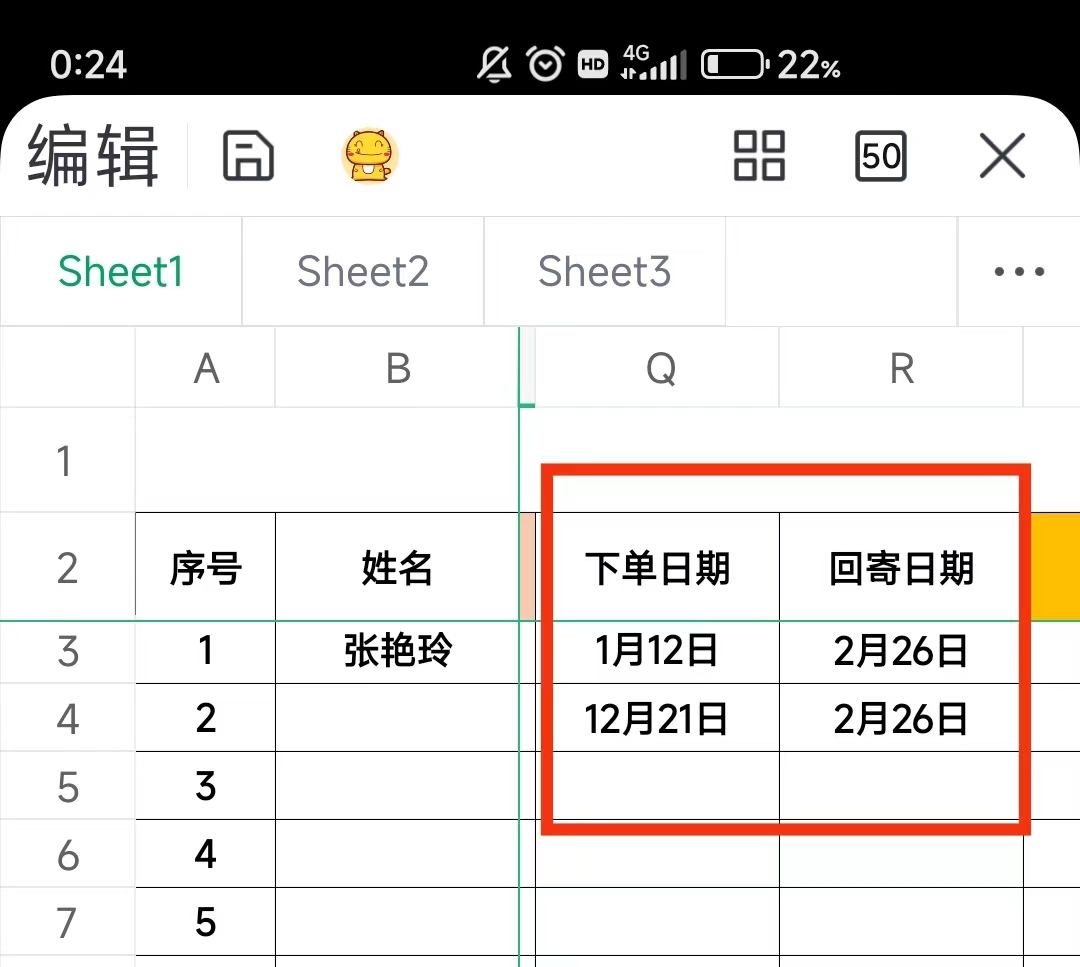 0:24 HD 4G 22%
编辑 50
Sheet1 Sheet2 Sheet3 ...
A B Q R
1
2 序号 姓名 下单日期 回寄日期
3 1 张艳玲 1月12日 2月26日
4 2 12月21日 2月26日
5 3
6 4
7 5